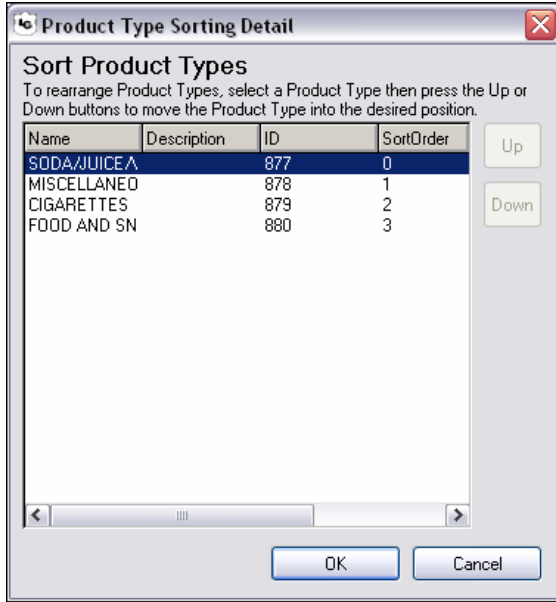 Product Type Sorting Detail
Sort Product Types
To rearrange Product Types, select a Product Type then press the Up or
Down buttons to move the Product Type into the desired position.
Name Description ID SortOrder
Up
SODA/JUICE/\ 877 0
MISCELLANEO 878 1
CIGARETTES 879 2
Down
FOOD AND SN 880 3
OK Cancel